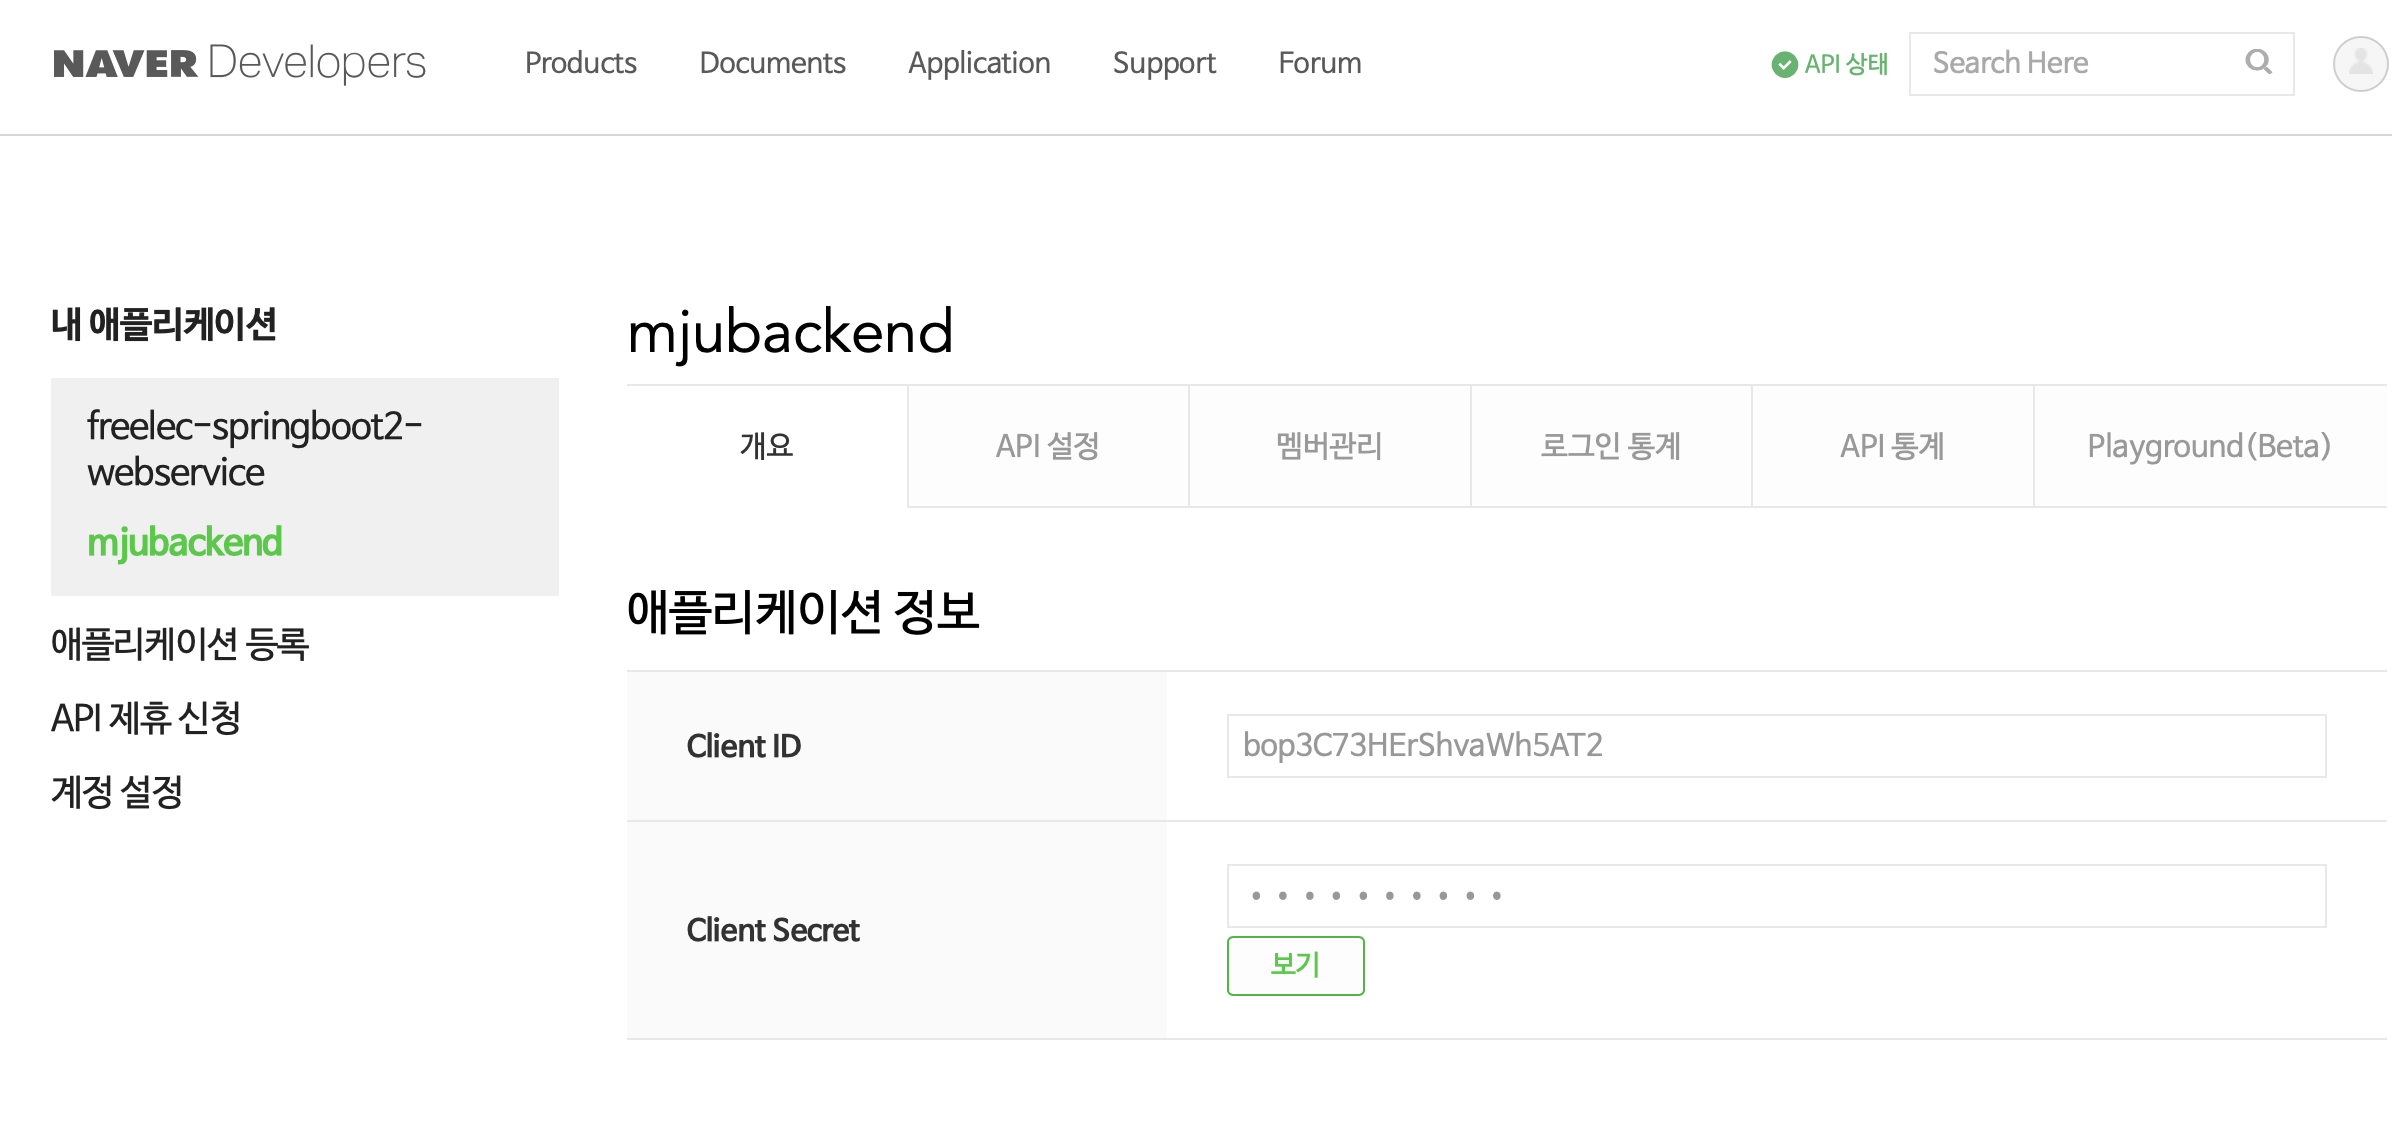 NAVER Developers
Products
Documents
Application
Support
Forum
API 상태
Search Here
내 애플리케이션
freelec-springboot2-
webservice
mjubackend
애플리케이션 등록
API 제휴 신청
계정 설정
mjubackend
개요
API 설정
멤버관리
로그인 통계
API 통계
Playground(Beta)
애플리케이션 정보
Client ID
bop3C73HErShvaWh5AT2
Client Secret
••••••••••
보기